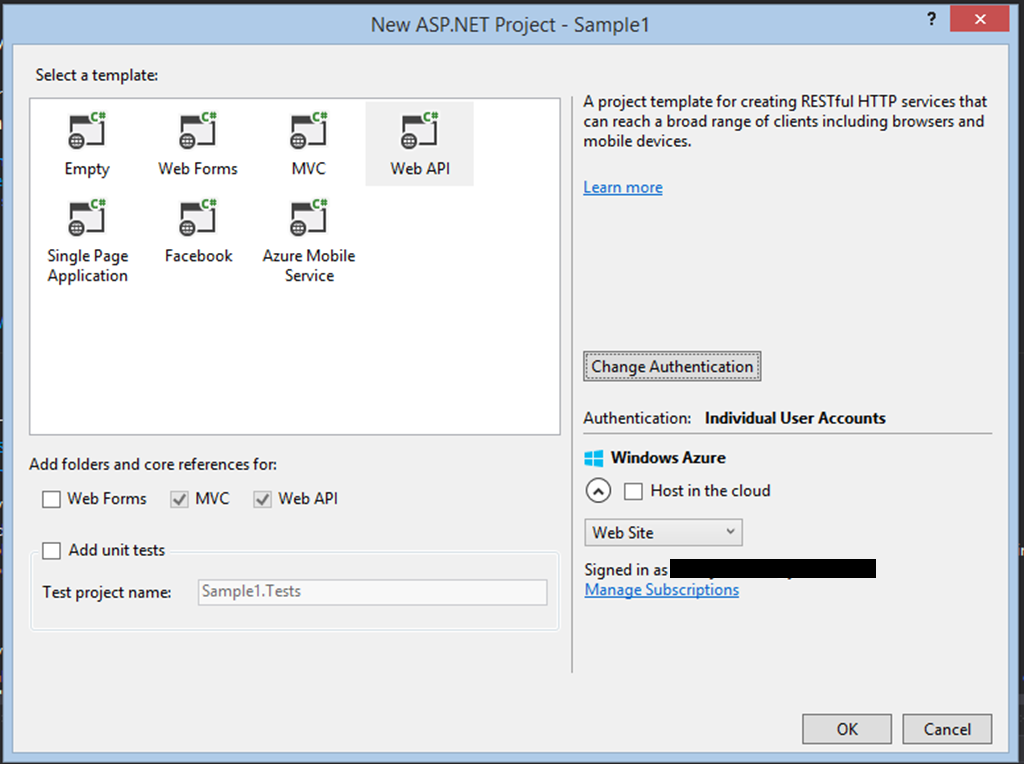 New ASP.NET Project - Sample1
?
Select a template:
C# C# C# C#
Empty Web Forms MVC Web API
C# C# C#
Single Page Facebook Azure Mobile
Application Service
A project template for creating RESTful HTTP services that
can reach a broad range of clients including browsers and
mobile devices.
Learn more
Change Authentication
Authentication: Individual User Accounts
Windows Azure
Host in the cloud
Web Site
Signed in as
Manage Subscriptions
Add folders and core references for:
Web Forms MVC Web API
Add unit tests
Test project name: Sample1.Tests
OK Cancel